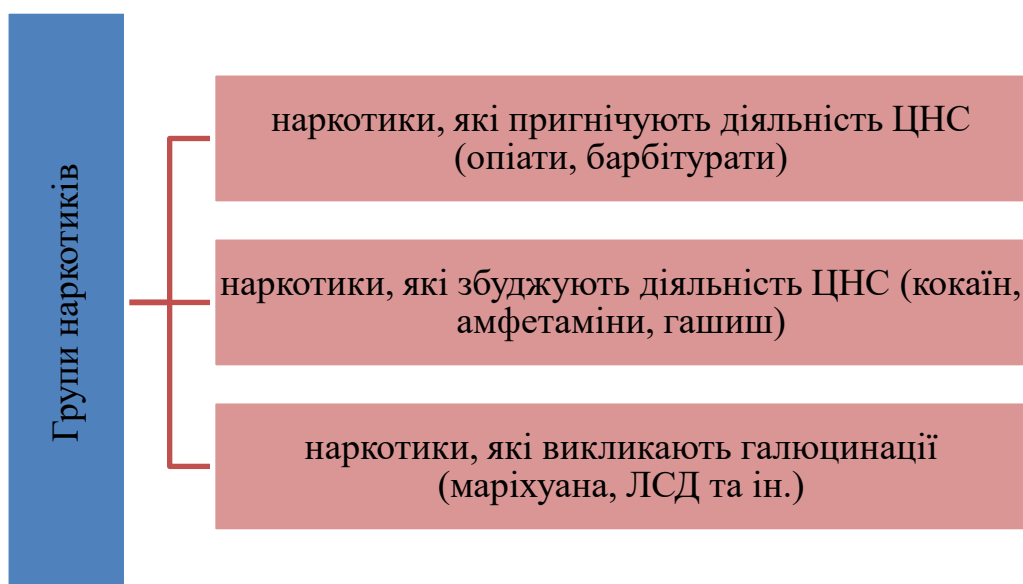 Групи наркотиків
наркотики, які пригнічують діяльність ЦНС
(опіати, барбітурати)
наркотики, які збуджують діяльність ЦНС (кокаїн,
амфетаміни, гашиш)
наркотики, які викликають галюцинації
(маріхуана, ЛСД та ін.)